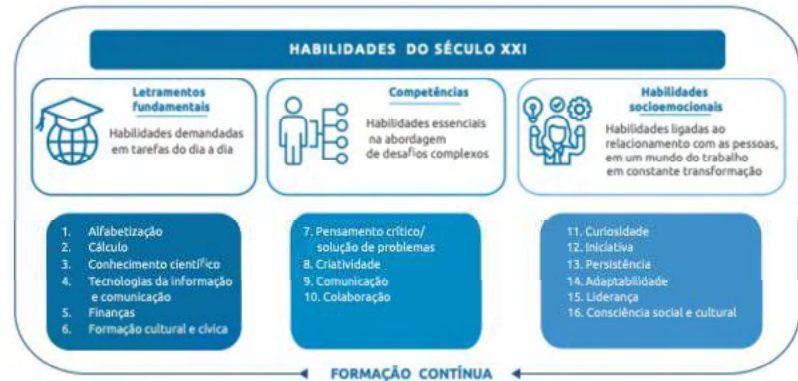 HABILIDADES DO SÉCULO XXI
Letramentos
fundamentais
Habilidades demandadas
em tarefas do dia a dia
Competências
Habilidades essenciais
na abordagem
de desafios complexos
Habilidades
socioemocionais
Habilidades ligadas ao
relacionamento com as pessoas,
em um mundo do trabalho
em constante transformação
1. Alfabetização
2. Cálculo
3. Conhecimento científico
4. Tecnologias da informação
e comunicação
5. Finanças
6. Formação cultural e cívica
7. Pensamento crítico/
solução de problemas
8. Criatividade
9. Comunicação
10. Colaboração
11. Curiosidade
12. Iniciativa
13. Persistência
14. Adaptabilidade
15. Liderança
16. Consciência social e cultural
FORMAÇÃO CONTÍNUA